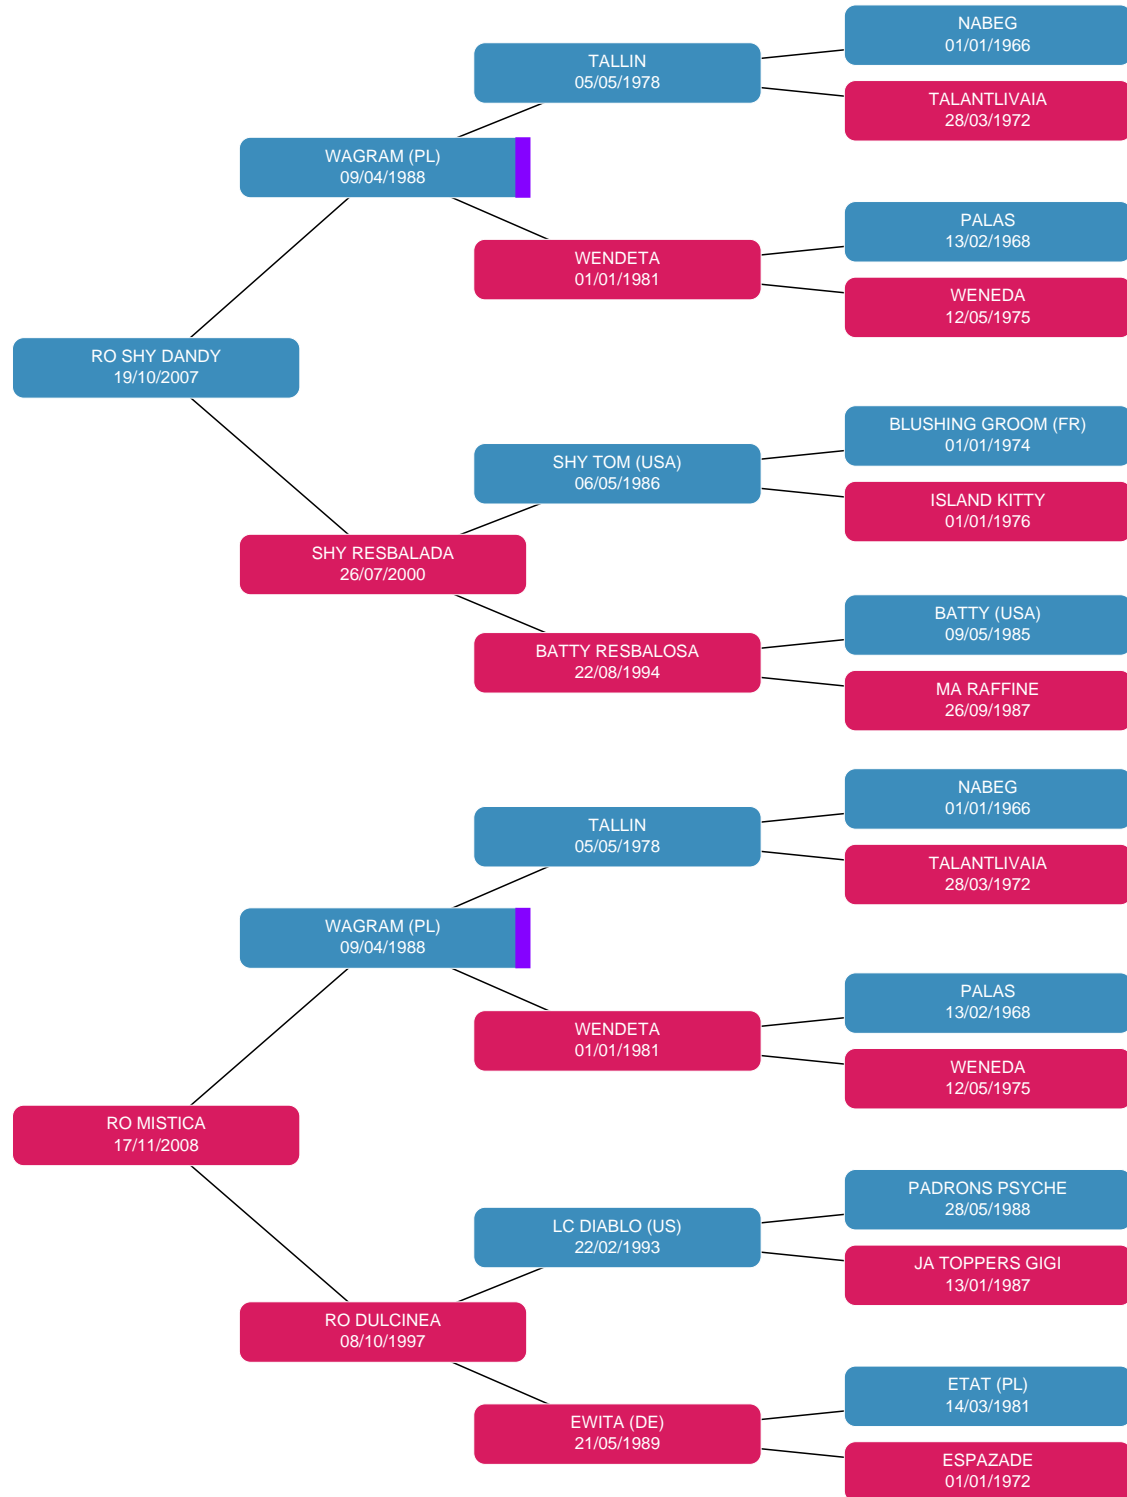 NABEG
01/01/1966
TALLIN
05/05/1978
TALANTLIVAIA
28/03/1972
WAGRAM (PL)
09/04/1988
PALAS
13/02/1968
WENDETA
01/01/1981
WENEDA
12/05/1975
RO SHY DANDY
19/10/2007
BLUSHING GROOM (FR)
01/01/1974
SHY TOM (USA)
06/05/1986
ISLAND KITTY
01/01/1976
SHY RESBALADA
26/07/2000
BATTY (USA)
09/05/1985
BATTY RESBALOSA
22/08/1994
MA RAFFINE
26/09/1987
NABEG
01/01/1966
TALLIN
05/05/1978
TALANTLIVAIA
28/03/1972
WAGRAM (PL)
09/04/1988
PALAS
13/02/1968
WENDETA
01/01/1981
WENEDA
12/05/1975
RO MISTICA
17/11/2008
PADRONS PSYCHE
28/05/1988
LC DIABLO (US)
22/02/1993
JA TOPPERS GIGI
13/01/1987
RO DULCINEA
08/10/1997
ETAT (PL)
14/03/1981
EWITA (DE)
21/05/1989
ESPAZADE
01/01/1972